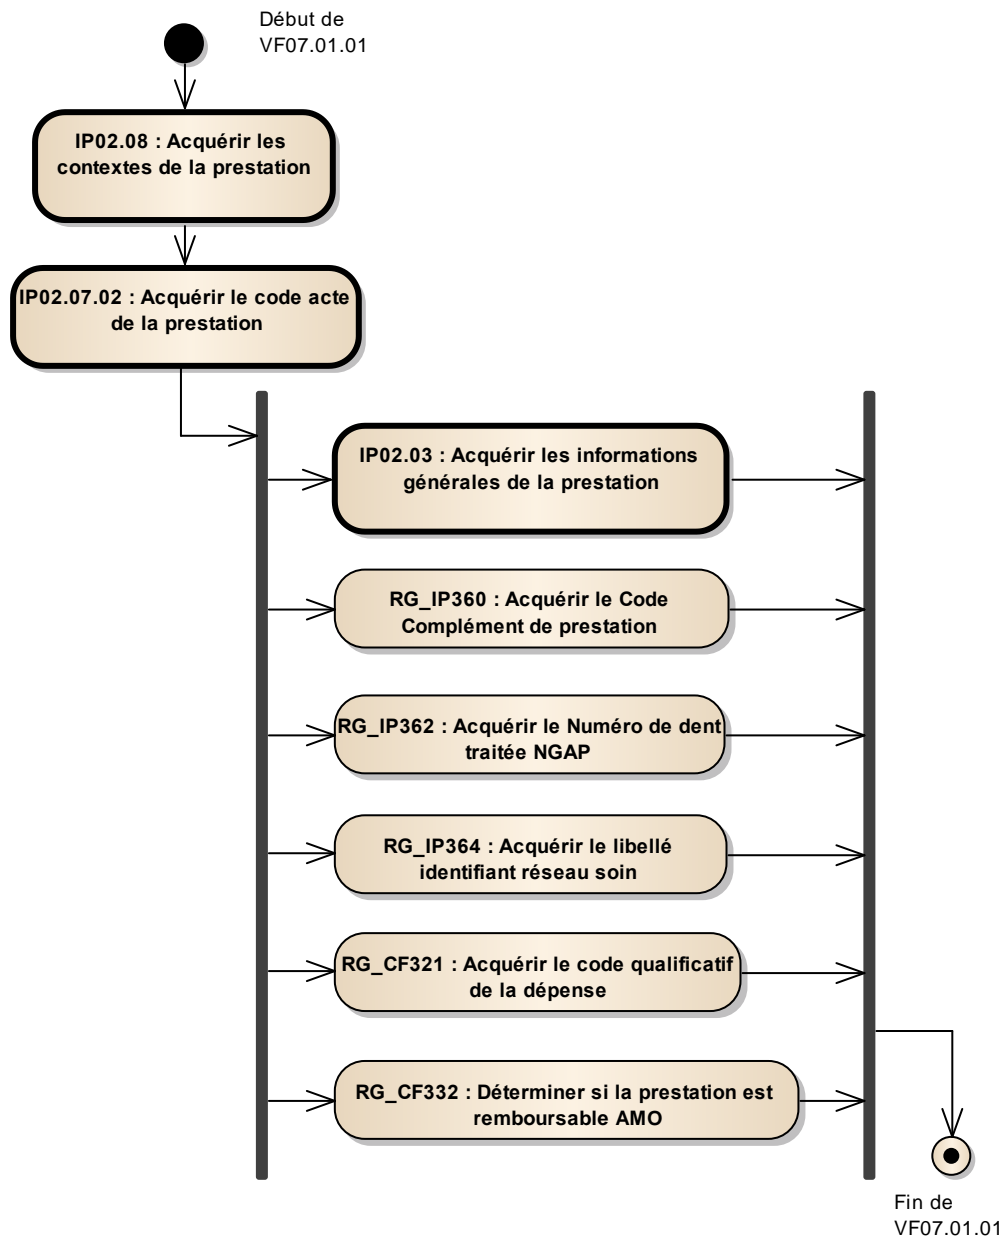 Début de
VF07.01.01
IP02.08 : Acquérir les
contextes de la prestation
IP02.07.02 : Acquérir le code acte
de la prestation
IP02.03 : Acquérir les informations
générales de la prestation
RG_IP360 : Acquérir le Code
Complément de prestation
RG_IP362 : Acquérir le Numéro de dent
traitée NGAP
RG_IP364 : Acquérir le libellé
identifiant réseau soin
RG_CF321 : Acquérir le code qualificatif
de la dépense
RG_CF332 : Déterminer si la prestation est
remboursable AMO
Fin de
VF07.01.01